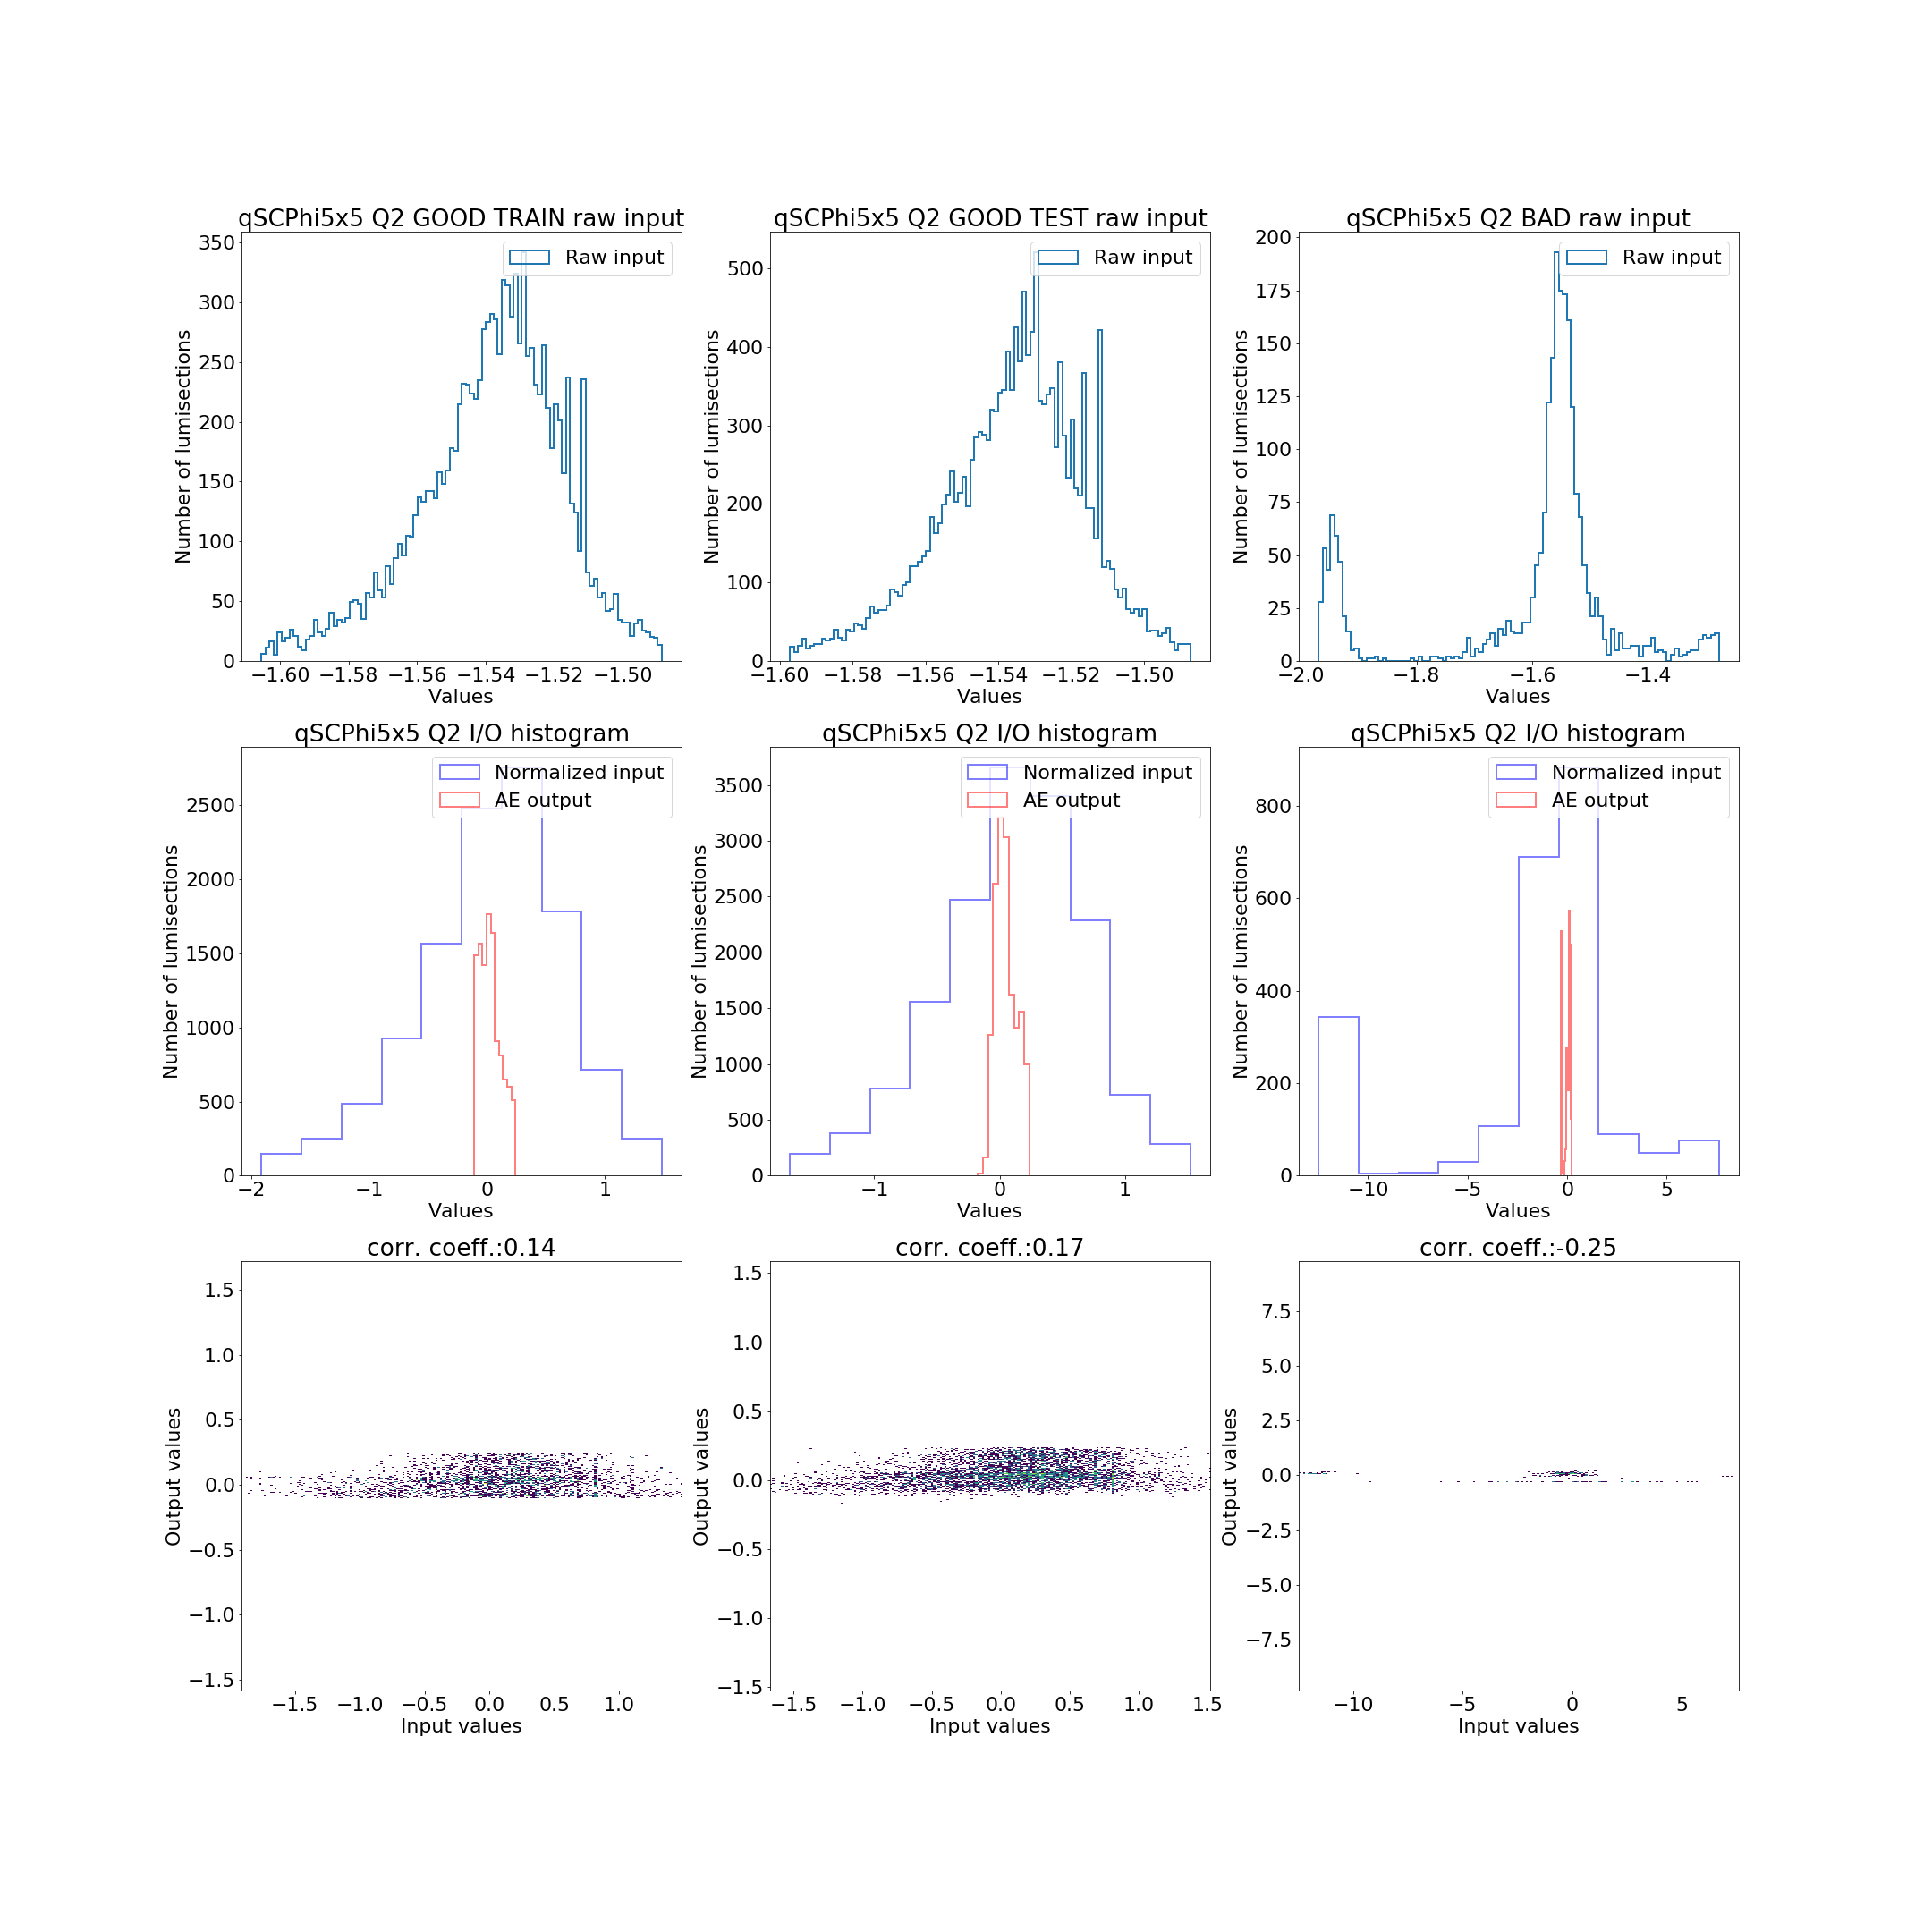 qSCPhi5x5 Q2 GOOD TRAIN raw input
Raw input
350
300
250
200
150
100
50
0
−1.60 −1.58 −1.56 −1.54 −1.52 −1.50
Values
Number of lumisections
qSCPhi5x5 Q2 GOOD TEST raw input
Raw input
500
400
300
200
100
0
−1.60 −1.58 −1.56 −1.54 −1.52 −1.50
Values
Number of lumisections
qSCPhi5x5 Q2 BAD raw input
Raw input
200
175
150
125
100
75
50
25
0
−2.0 −1.8 −1.6 −1.4
Values
Number of lumisections
qSCPhi5x5 Q2 I/O histogram
Normalized input
AE output
2500
2000
1500
1000
500
0
−2 −1 0 1
Values
Number of lumisections
qSCPhi5x5 Q2 I/O histogram
Normalized input
AE output
3500
3000
2500
2000
1500
1000
500
0
−1 0 1
Values
Number of lumisections
qSCPhi5x5 Q2 I/O histogram
Normalized input
AE output
800
600
400
200
0
−10 −5 0 5
Values
Number of lumisections
corr. coeff.:0.14
1.5
1.0
0.5
0.0
−0.5
−1.0
−1.5
−1.5 −1.0 −0.5 0.0 0.5 1.0
Input values
Output values
corr. coeff.:0.17
1.5
1.0
0.5
0.0
−0.5
−1.0
−1.5
−1.5 −1.0 −0.5 0.0 0.5 1.0 1.5
Input values
Output values
corr. coeff.:-0.25
7.5
5.0
2.5
0.0
−2.5
−5.0
−7.5
−10 −5 0 5
Input values
Output values